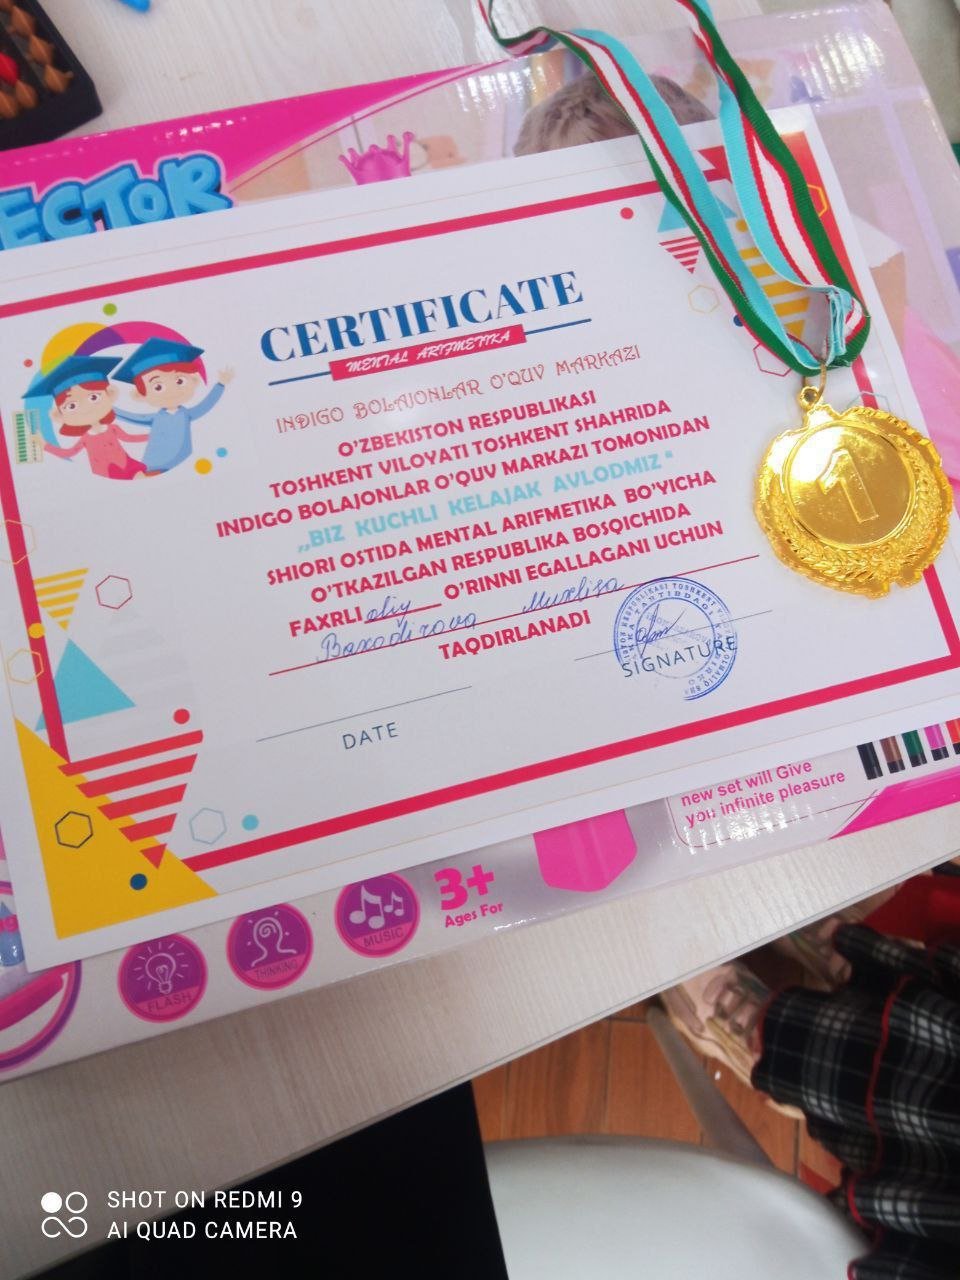 ECTOR
CERTIFICATE
MENTAL ARIFMETIKA
INDIGO BOLAJONLAR O'QUV MARKAZI
O'ZBEKISTON RESPUBLIKASI
TOSHKENT VILOYATI TOSHKENT SHAHRIDA
INDIGO BOLAJONLAR O'QUV MARKAZI TOMONIDAN
,,BIZ KUCHLI KELAJAK AVLODMIZ"
SHIORI OSTIDA MENTAL ARIFMETIKA BO'YICHA
O'TKAZILGAN RESPUBLIKA BOSQICHIDA
FAXRLI oliy O'RINNI EGALLAGANI UCHUN
Baxodirova Muxlisa
TAQDIRLANADI
DATE
SIGNATURE
1
new set will Give
you infinite pleasure
3+
Ages For
FLASH
THINKING
MUSIC
SHOT ON REDMI 9
AI QUAD CAMERA